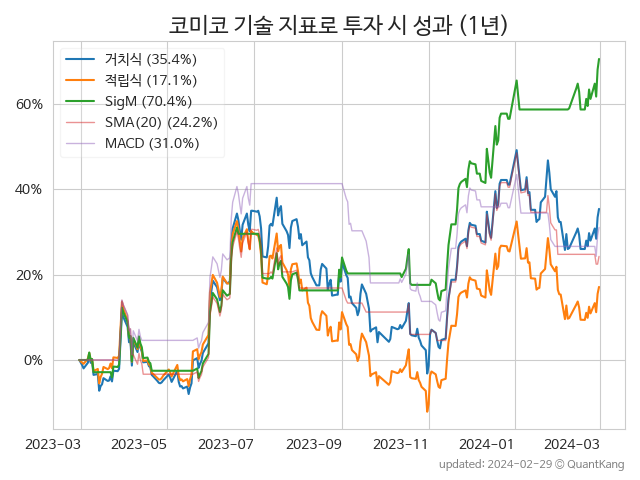 코미코 기술 지표로 투자 시 성과 (1년)
거치식 (35.4%)
적립식 (17.1%)
SigM (70.4%)
SMA(20) (24.2%)
MACD (31.0%)
60%
40%
20%
0%
2023-03 2023-05 2023-07 2023-09 2023-11 2024-01 2024-03
updated: 2024-02-29 © QuantKang